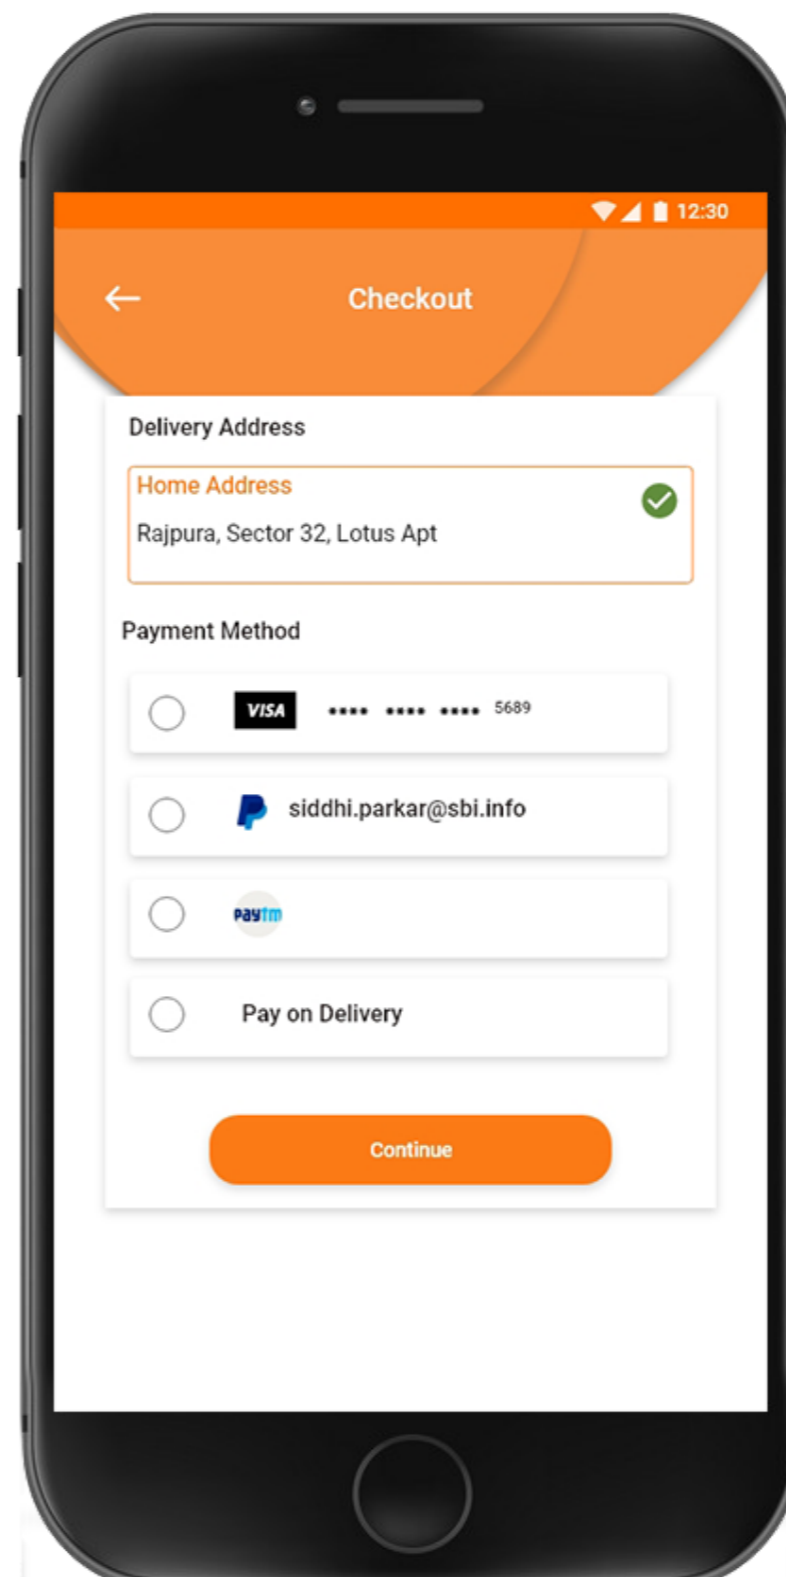 12:30
Checkout
Delivery Address
Home Address
Rajpura, Sector 32, Lotus Apt
Payment Method
VISA •••• •••• •••• 5689
siddhi.parkar@sbi.info
paytm
Pay on Delivery
Continue